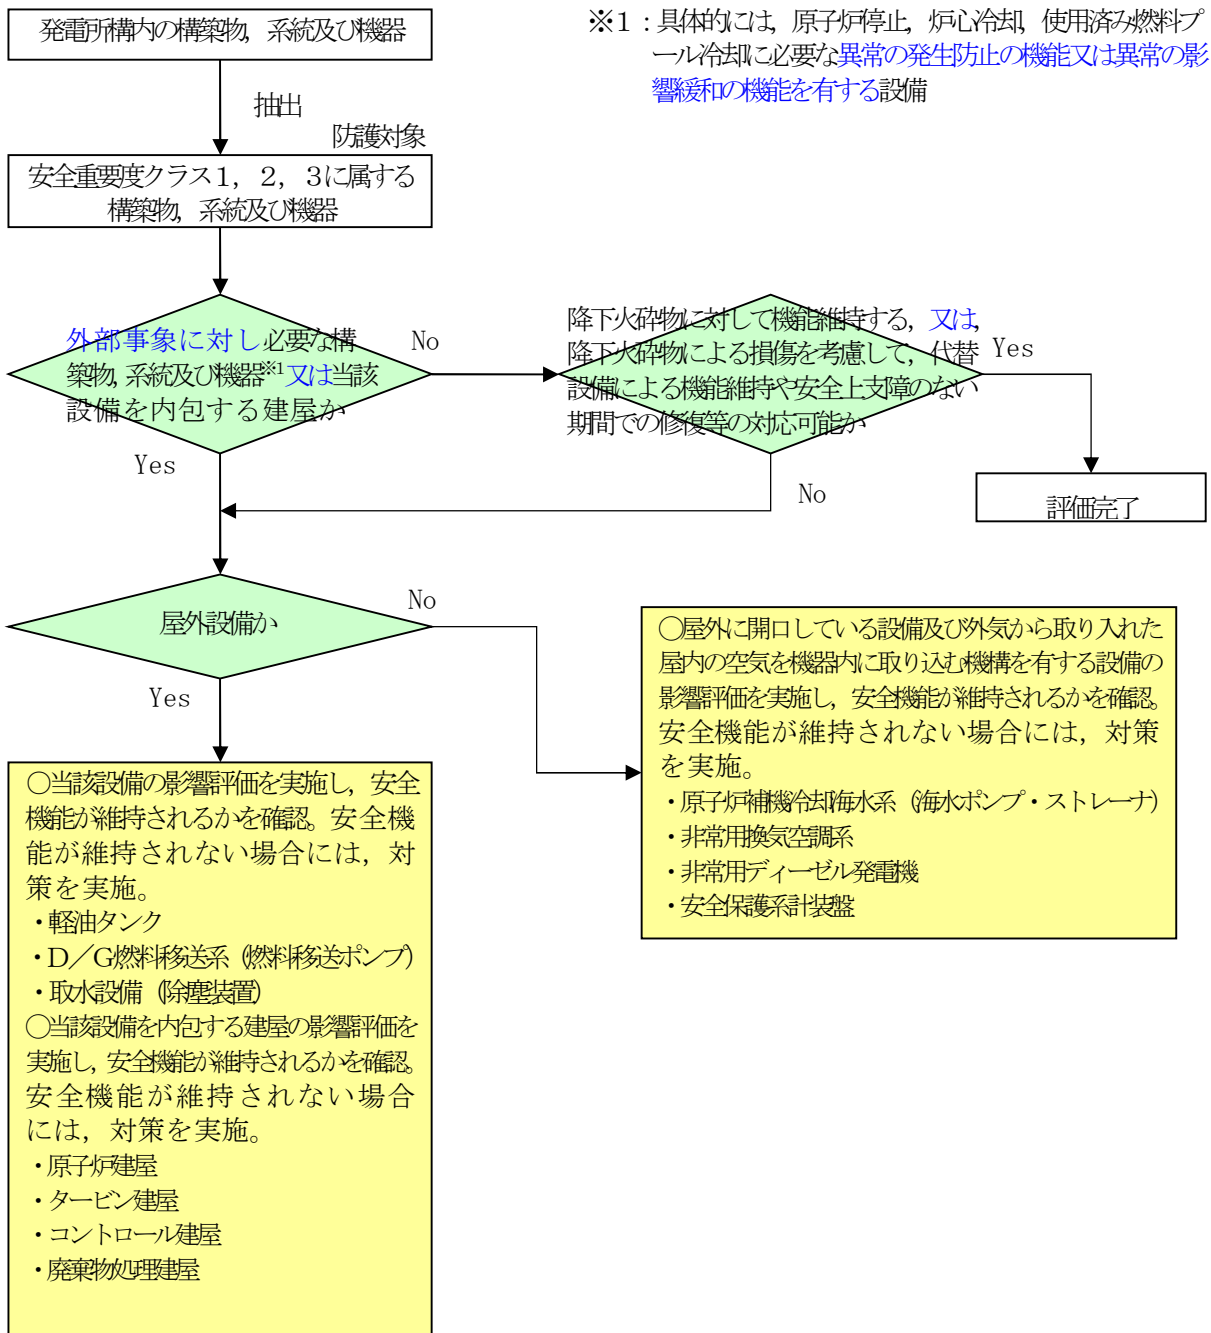 発電所構内の構築物，系統及び機器
※１：具体的には，原子炉停止，炉心冷却，使用済み燃料プ
ール冷却に必要な異常の発生防止の機能又は異常の影
響緩和の機能を有する設備
抽出
防護対象
安全重要度クラス１，２，３に属する
構築物，系統及び機器
外部事象に対し必要な構
築物，系統及び機器※1又は当該
設備を内包する建屋か
No
Yes
降下火砕物に対して機能維持する，又は，
降下火砕物による損傷を考慮して，代替
設備による機能維持や安全上支障のない
期間での修復等の対応可能か
Yes
No
評価完了
屋外設備か
No
Yes
○当該設備の影響評価を実施し，安全
機能が維持されるかを確認。安全機
能が維持されない場合には，対
策を実施。
・軽油タンク
・Ｄ／Ｇ燃料移送系（燃料移送ポンプ）
・取水設備（除塵装置）
○当該設備を内包する建屋の影響評価を
実施し，安全機能が維持されるかを確認。
安全機能が維持されない場合
には，対策を実施。
・原子炉建屋
・タービン建屋
・コントロール建屋
・廃棄物処理建屋
○屋外に開口している設備及び外気から取り入れた
屋内の空気を機器内に取り込む機構を有する設備の
影響評価を実施し，安全機能が維持されるかを確認。
安全機能が維持されない場合には，対策
を実施。
・原子炉補機冷却海水系（海水ポンプ・ストレーナ）
・非常用換気空調系
・非常用ディーゼル発電機
・安全保護系計装盤